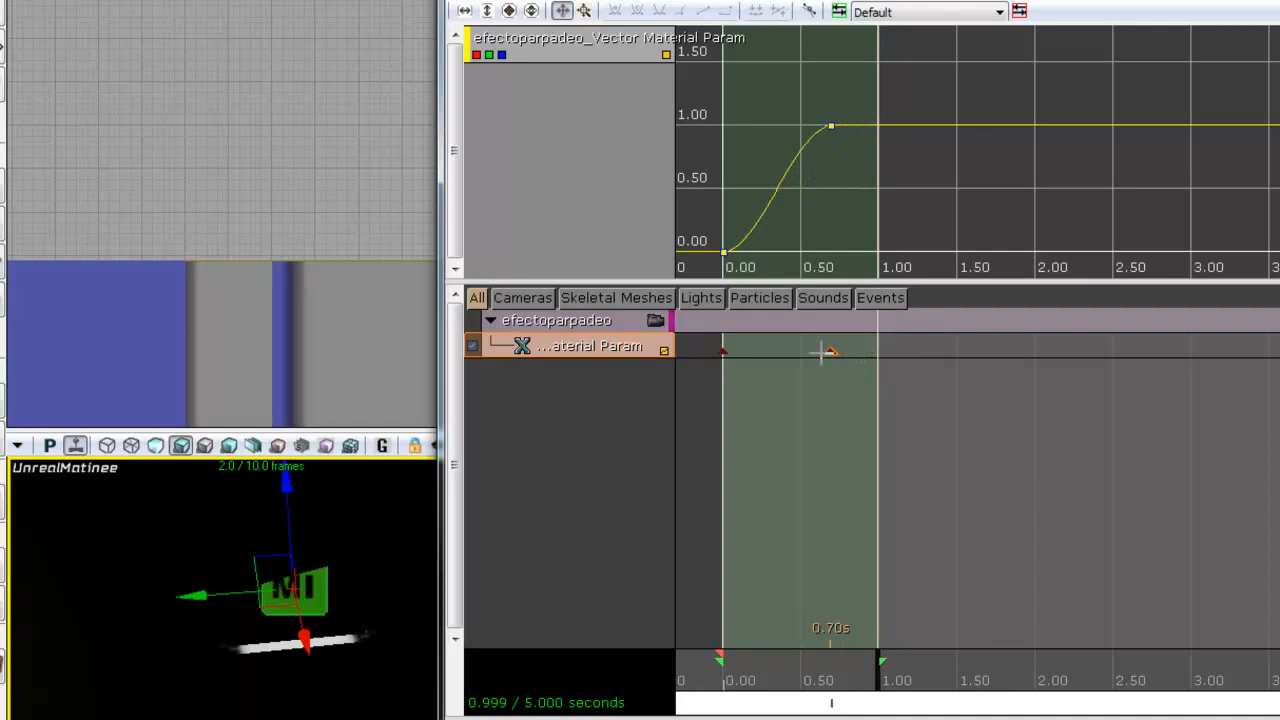 Default
efectoparpadeo_Vector Material Param
1.50
1.00
0.50
0.00
0 0.00 0.50 1.00 1.50 2.00 2.50 3.00
All Cameras Skeletal Meshes Lights Particles Sounds Events
efectoparpadeo
...aterial Param
P G
UnrealMatinee 2.0 / 10.0 frames
MI
0.70s
0 0.00 0.50 1.00 1.50 2.00 2.50 3.00 3
0.999 / 5.000 seconds